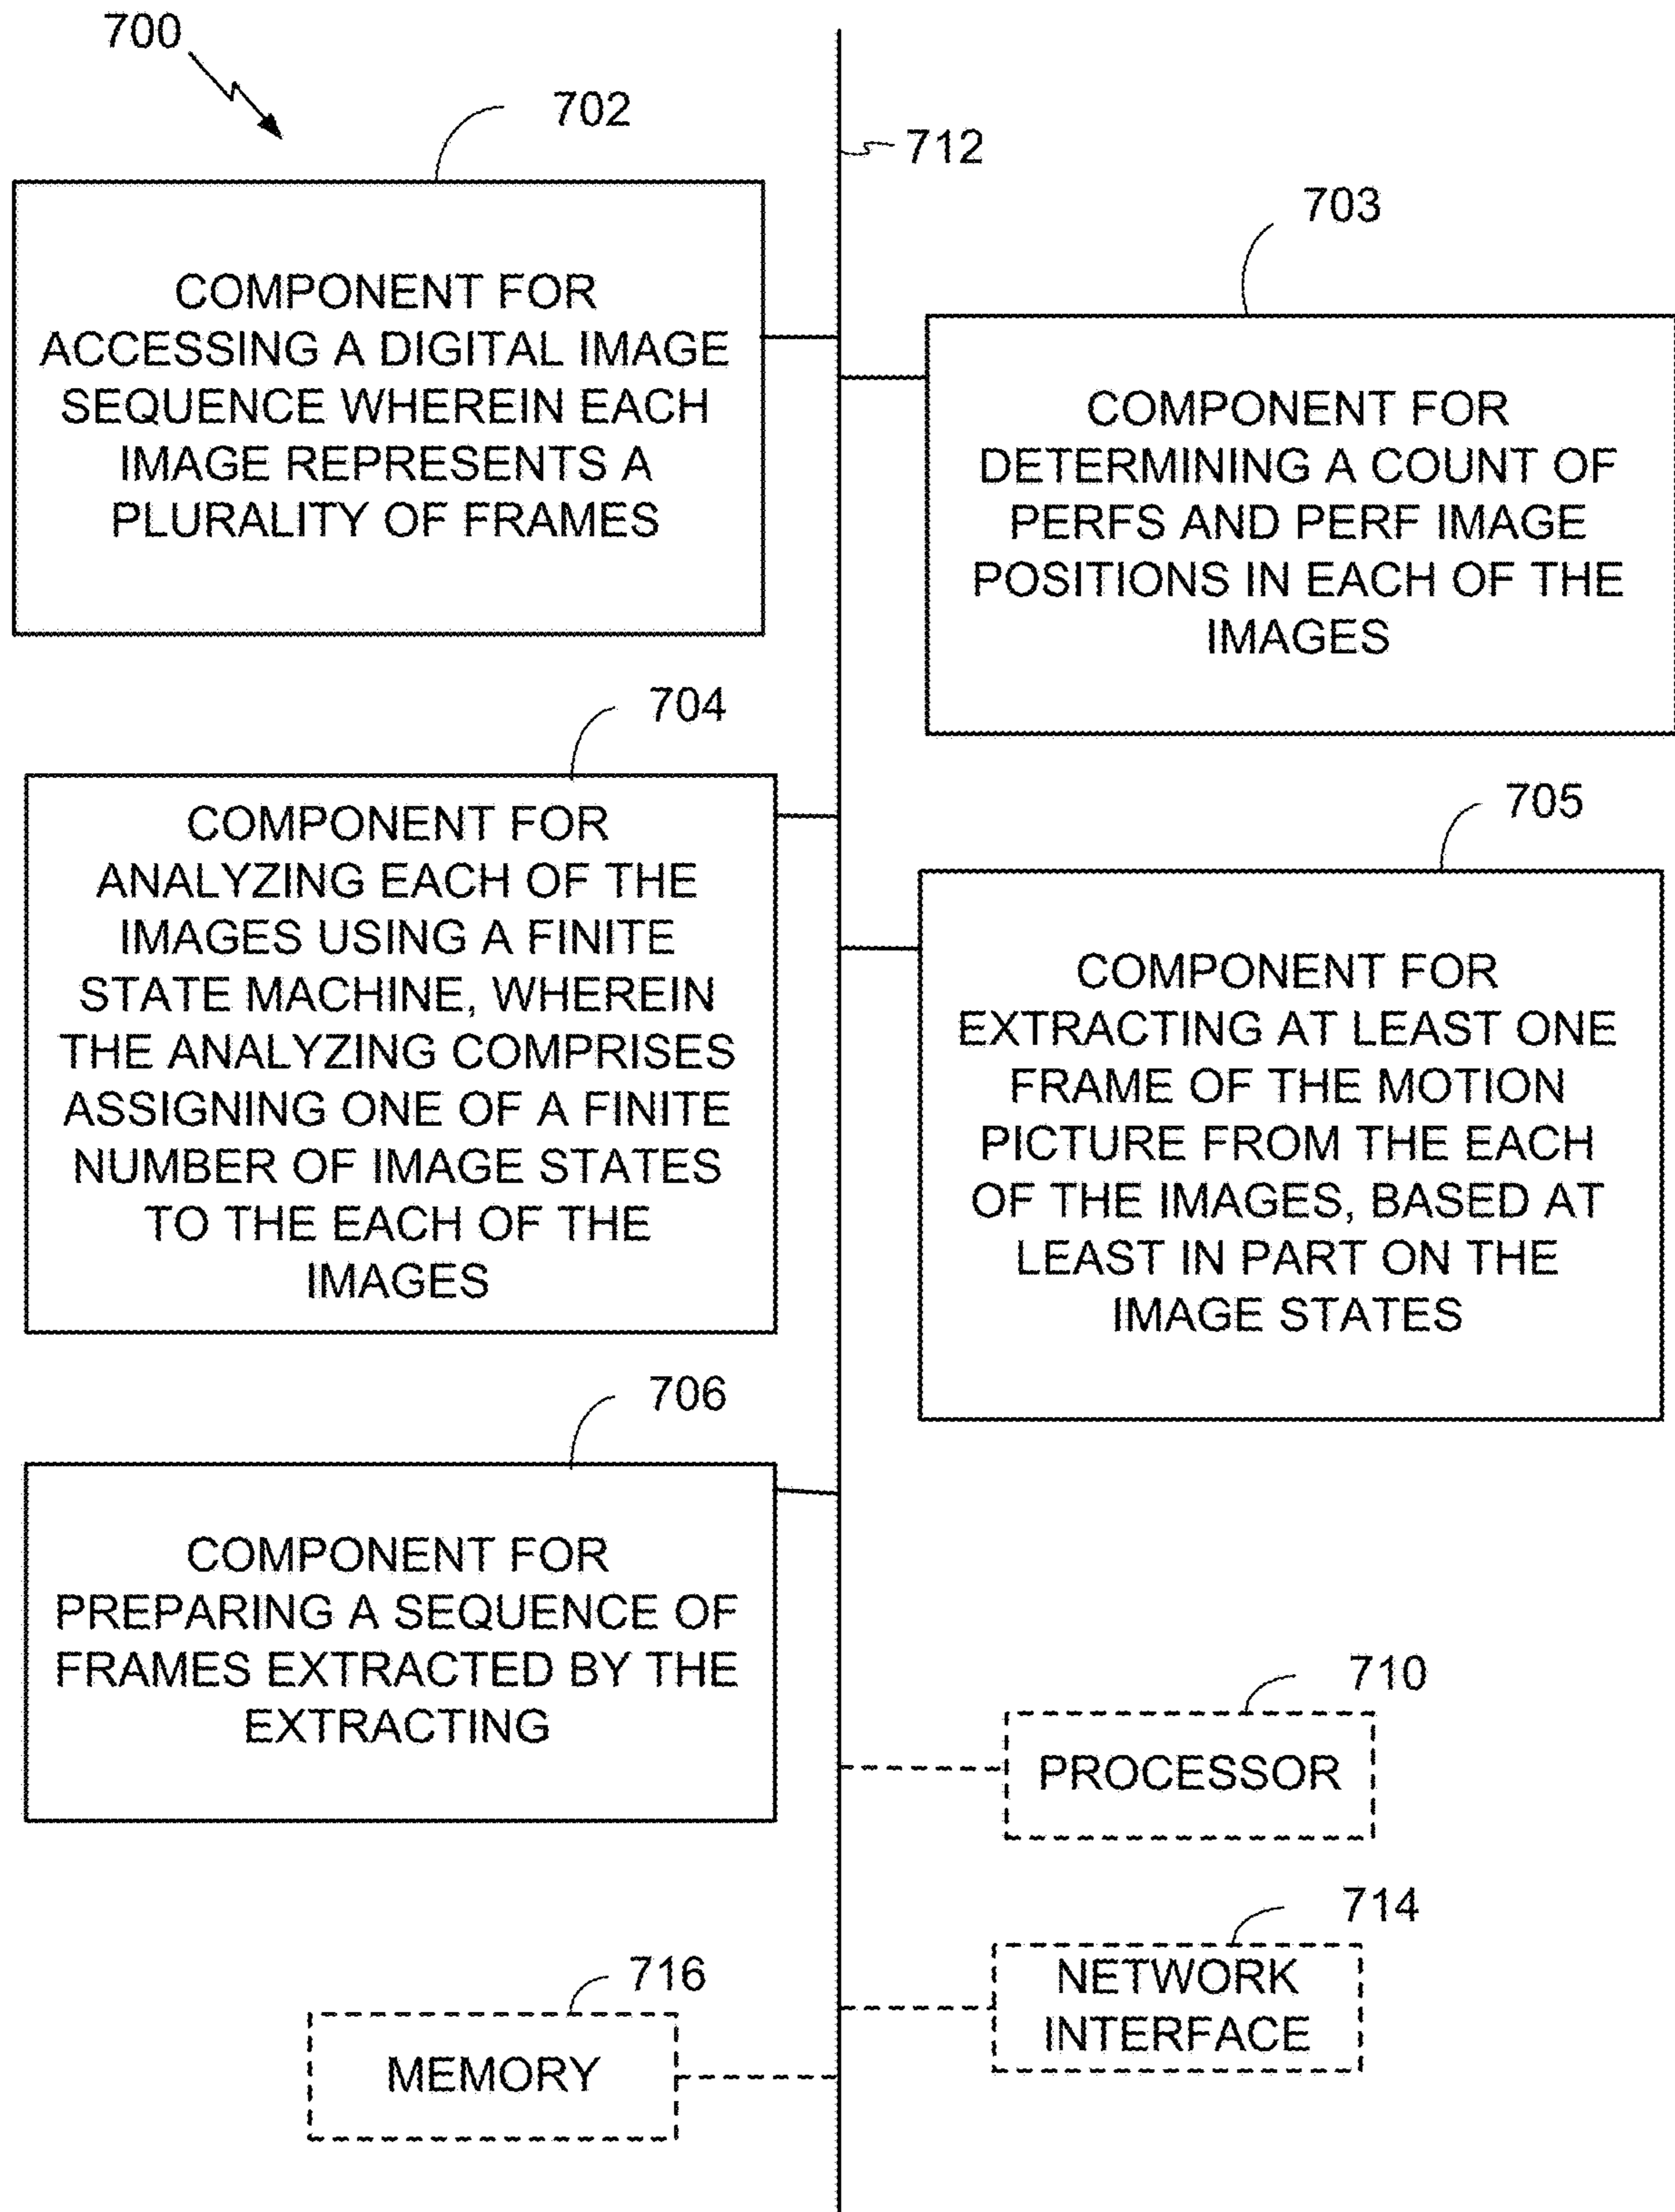 700
702
712
703
COMPONENT FOR
ACCESSING A DIGITAL IMAGE
SEQUENCE WHEREIN EACH
IMAGE REPRESENTS A
PLURALITY OF FRAMES
COMPONENT FOR
DETERMINING A COUNT OF
PERFS AND PERF IMAGE
POSITIONS IN EACH OF THE
IMAGES
704
COMPONENT FOR
ANALYZING EACH OF THE
IMAGES USING A FINITE
STATE MACHINE, WHEREIN
THE ANALYZING COMPRISES
ASSIGNING ONE OF A FINITE
NUMBER OF IMAGE STATES
TO THE EACH OF THE
IMAGES
705
COMPONENT FOR
EXTRACTING AT LEAST ONE
FRAME OF THE MOTION
PICTURE FROM THE EACH
OF THE IMAGES, BASED AT
LEAST IN PART ON THE
IMAGE STATES
706
COMPONENT FOR
PREPARING A SEQUENCE OF
FRAMES EXTRACTED BY THE
EXTRACTING
710
PROCESSOR
714
NETWORK
INTERFACE
716
MEMORY